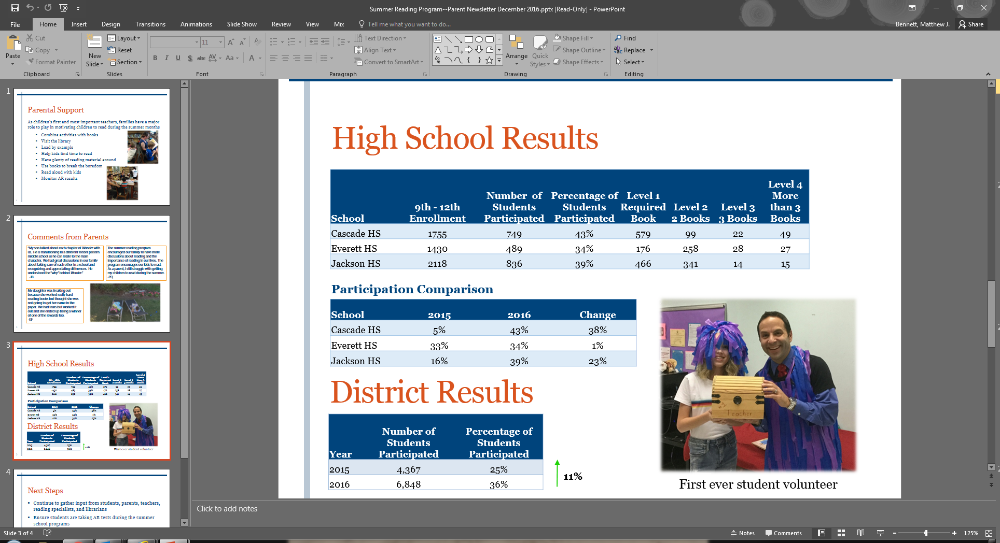 Summer Reading Program--Parent Newsletter December 2016.pptx [Read-Only] - PowerPoint
File Home Insert Design Transitions Animations Slide Show Review View Mix Tell me what you want to do... Bennett, Matthew J. Share
Paste
Cut
Copy
Format Painter
Clipboard
New
Slide
Layout
Reset
Section
Slides
11
B I U S abc AV Aa A
Font
Text Direction
Align Text
Convert to SmartArt
Paragraph
Arrange
Quick
Styles
Shape Fill
Shape Outline
Shape Effects
Drawing
Find
Replace
Select
Editing
1
Parental Support
As children's first and most important teachers, families have a major
role to play in motivating children to read during the summer months
• Combine activities with books
• Visit the library
• Lead by example
• Help kids find time to read
• Have plenty of reading material around
• Use books to break the boredom
• Read aloud with kids
• Monitor AR results
2
Comments from Parents
"My son talked about each chapter of Wonder with
us. He is transitioning to a different feeder pattern
middle school so he can relate to the main
character. We had great discussions in our family
about taking care of each other in a school and
recognizing and appreciating differences. He
understood the "why" behind Wonder."
-JB
The summer reading program
encouraged our family to have more
discussions about reading and the
importance of reading in our lives. The
program encourages our kids to read.
As a parent, I still struggle with getting
my children to read during the summer.
-PQ
My daughter was freaking out
because she worked really hard
reading books but thought she was
not going to get her name in the
paper. We had tears but worked it
out and she ended up being a winner
of one of the rewards too.
-GF
3
High School Results
Participation Comparison
District Results
First ever student volunteer
4
Next Steps
• Continue to gather input from students, parents, teachers,
reading specialists, and librarians
• Ensure students are taking AR tests during the summer
school programs
High School Results
School 9th - 12th Enrollment Number of Students Participated Percentage of Students Participated Level 1 Required Book Level 2 2 Books Level 3 3 Books Level 4 More than 3 Books
Cascade HS 1755 749 43% 579 99 22 49
Everett HS 1430 489 34% 176 258 28 27
Jackson HS 2118 836 39% 466 341 14 15
Participation Comparison
School 2015 2016 Change
Cascade HS 5% 43% 38%
Everett HS 33% 34% 1%
Jackson HS 16% 39% 23%
District Results
Year Number of Students Participated Percentage of Students Participated
2015 4,367 25%
2016 6,848 36%
11%
#1 Teacher
First ever student volunteer
Click to add notes
Slide 3 of 4
Notes Comments 125%